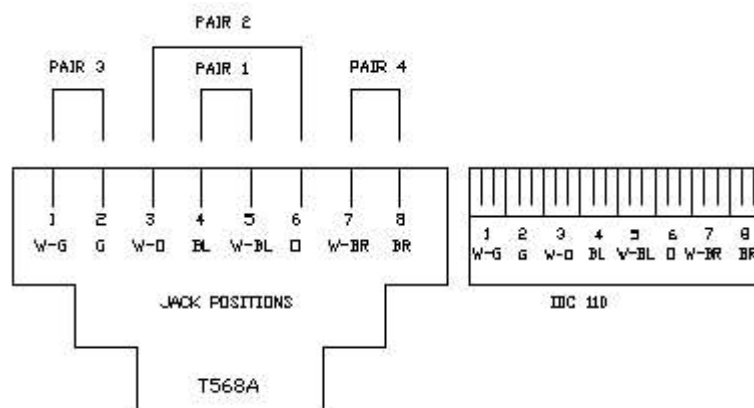 PAIR 2
PAIR 3 PAIR 1 PAIR 4
1 2 3 4 5 6 7 8
W-G G W-O BL W-BL O W-BR BR
1 2 3 4 5 6 7 8
W-G G W-O BL W-BL O W-BR BR
JACK POSITIONS
IDC 110
T568A